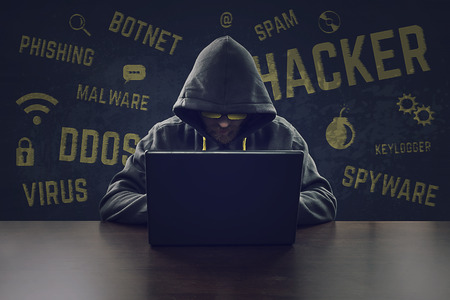 BOTNET
@
SPAM
PHISHING
HACKER
MALWARE
DDOS
KEYLOGGER
VIRUS
SPYWARE